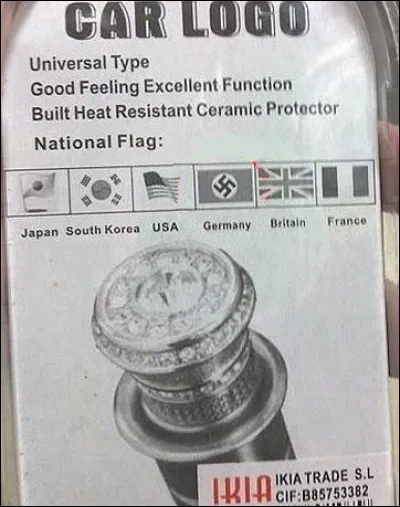 CAR LOGO
Universal Type
Good Feeling Excellent Function
Built Heat Resistant Ceramic Protector
National Flag:
Japan South Korea USA Germany Britain France
IKIA IKIA TRADE S.L
CIF:B85753382